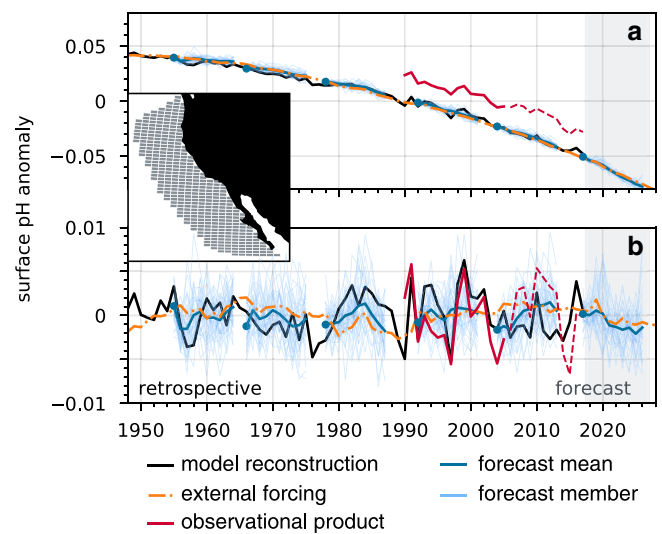 a
0.05
0
−0.05
surface pH anomaly
b
0.01
0
−0.01
retrospective
forecast
1950 1960 1970 1980 1990 2000 2010 2020
model reconstruction
forecast mean
external forcing
forecast member
observational product